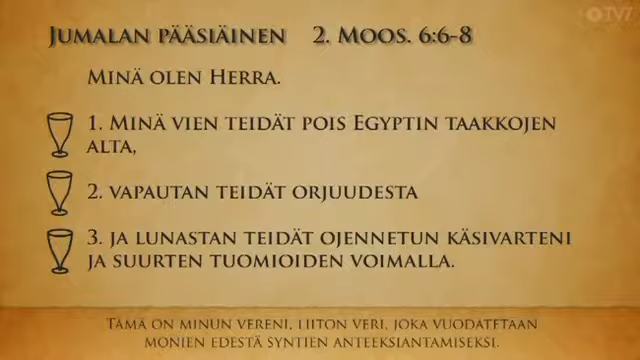 TV7
Jumalan pääsiäinen 2. Moos. 6:6-8
Minä olen Herra.
1. Minä vien teidät pois Egyptin taakkojen
alta,
2. vapautan teidät orjuudesta
3. ja lunastan teidät ojennetun käsivarteni
ja suurten tuomioiden voimalla.
Tämä on minun vereni, liiton veri, joka vuodatetaan
monien edestä syntien anteeksiantamiseksi.